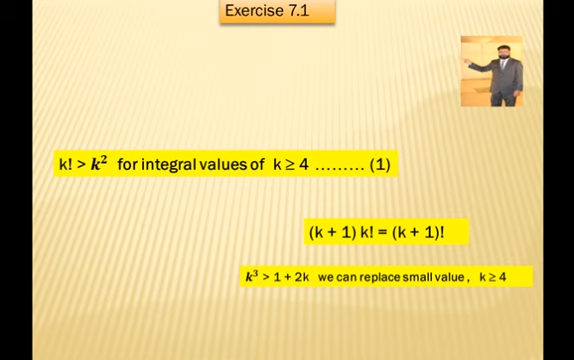 Exercise 7.1
k! > k² for integral values of k ≥ 4 ......... (1)
(k + 1) k! = (k + 1)!
k³ > 1 + 2k we can replace small value , k ≥ 4